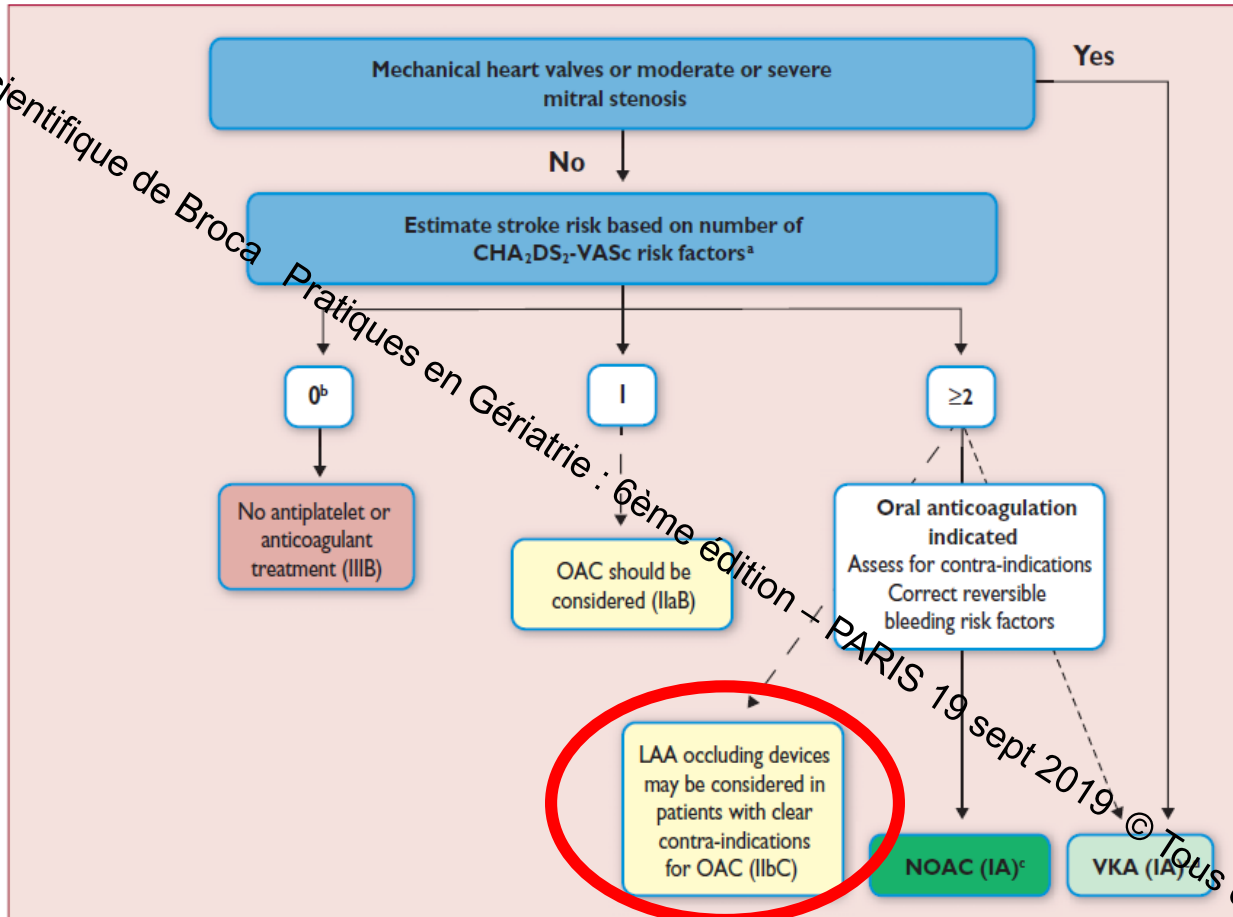 Mechanical heart valves or moderate or severe
mitral stenosis
Yes
No
Estimate stroke risk based on number of
CHA₂DS₂-VASc risk factorsᵃ
0ᵇ
1
≥2
No antiplatelet or
anticoagulant
treatment (IIIB)
OAC should be
considered (IIaB)
Oral anticoagulation
indicated
Assess for contra-indications
Correct reversible
bleeding risk factors
LAA occluding devices
may be considered in
patients with clear
contra-indications
for OAC (IIbC)
NOAC (IA)ᶜ
VKA (IA)
de Broca Pratiques en Gériatrie : 6ème édition – PARIS 19 sept 2019 © Tous